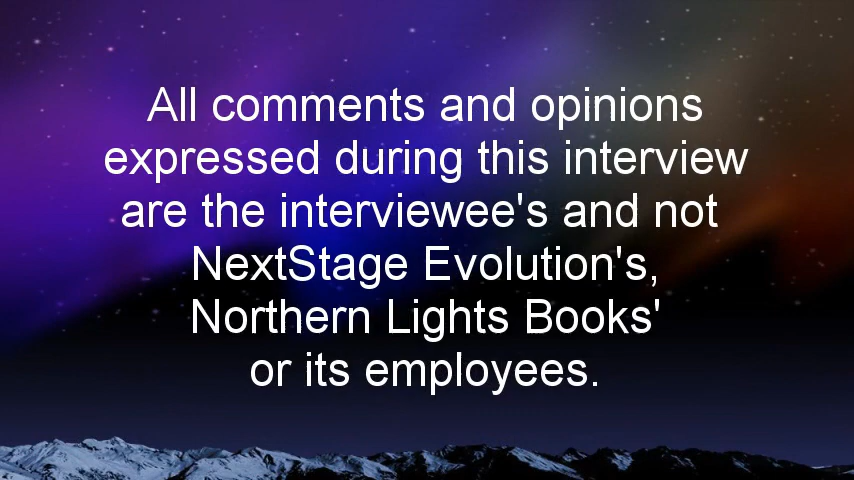 All comments and opinions
expressed during this interview
are the interviewee's and not
NextStage Evolution's,
Northern Lights Books'
or its employees.